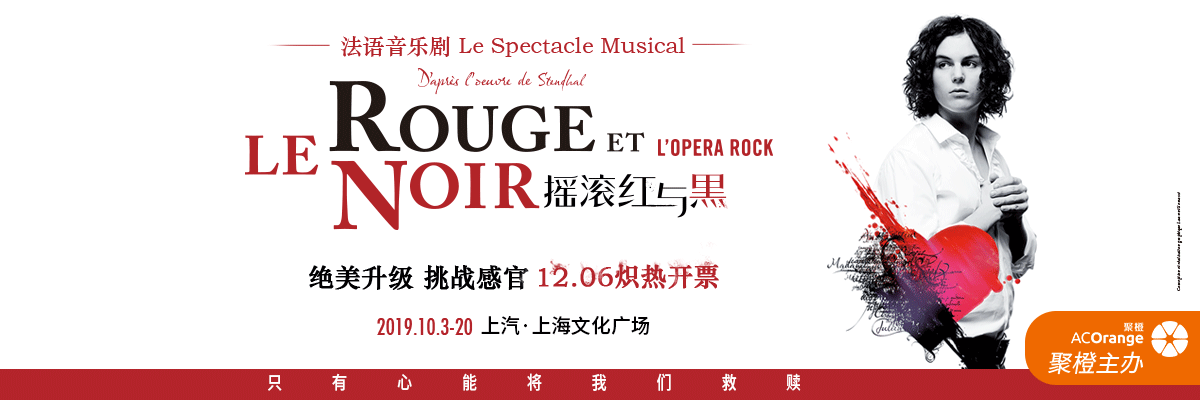 法语音乐剧 Le Spectacle Musical
D'après l'oeuvre de Stendhal
LE ROUGE ET L'OPERA ROCK
NOIR 摇滚红与黑
绝美升级 挑战感官 12.06炽热开票
2019.10.3-20 上汽·上海文化广场
只有心能将我们救赎
聚橙
ACOrange
聚橙主办
Madame
Julien